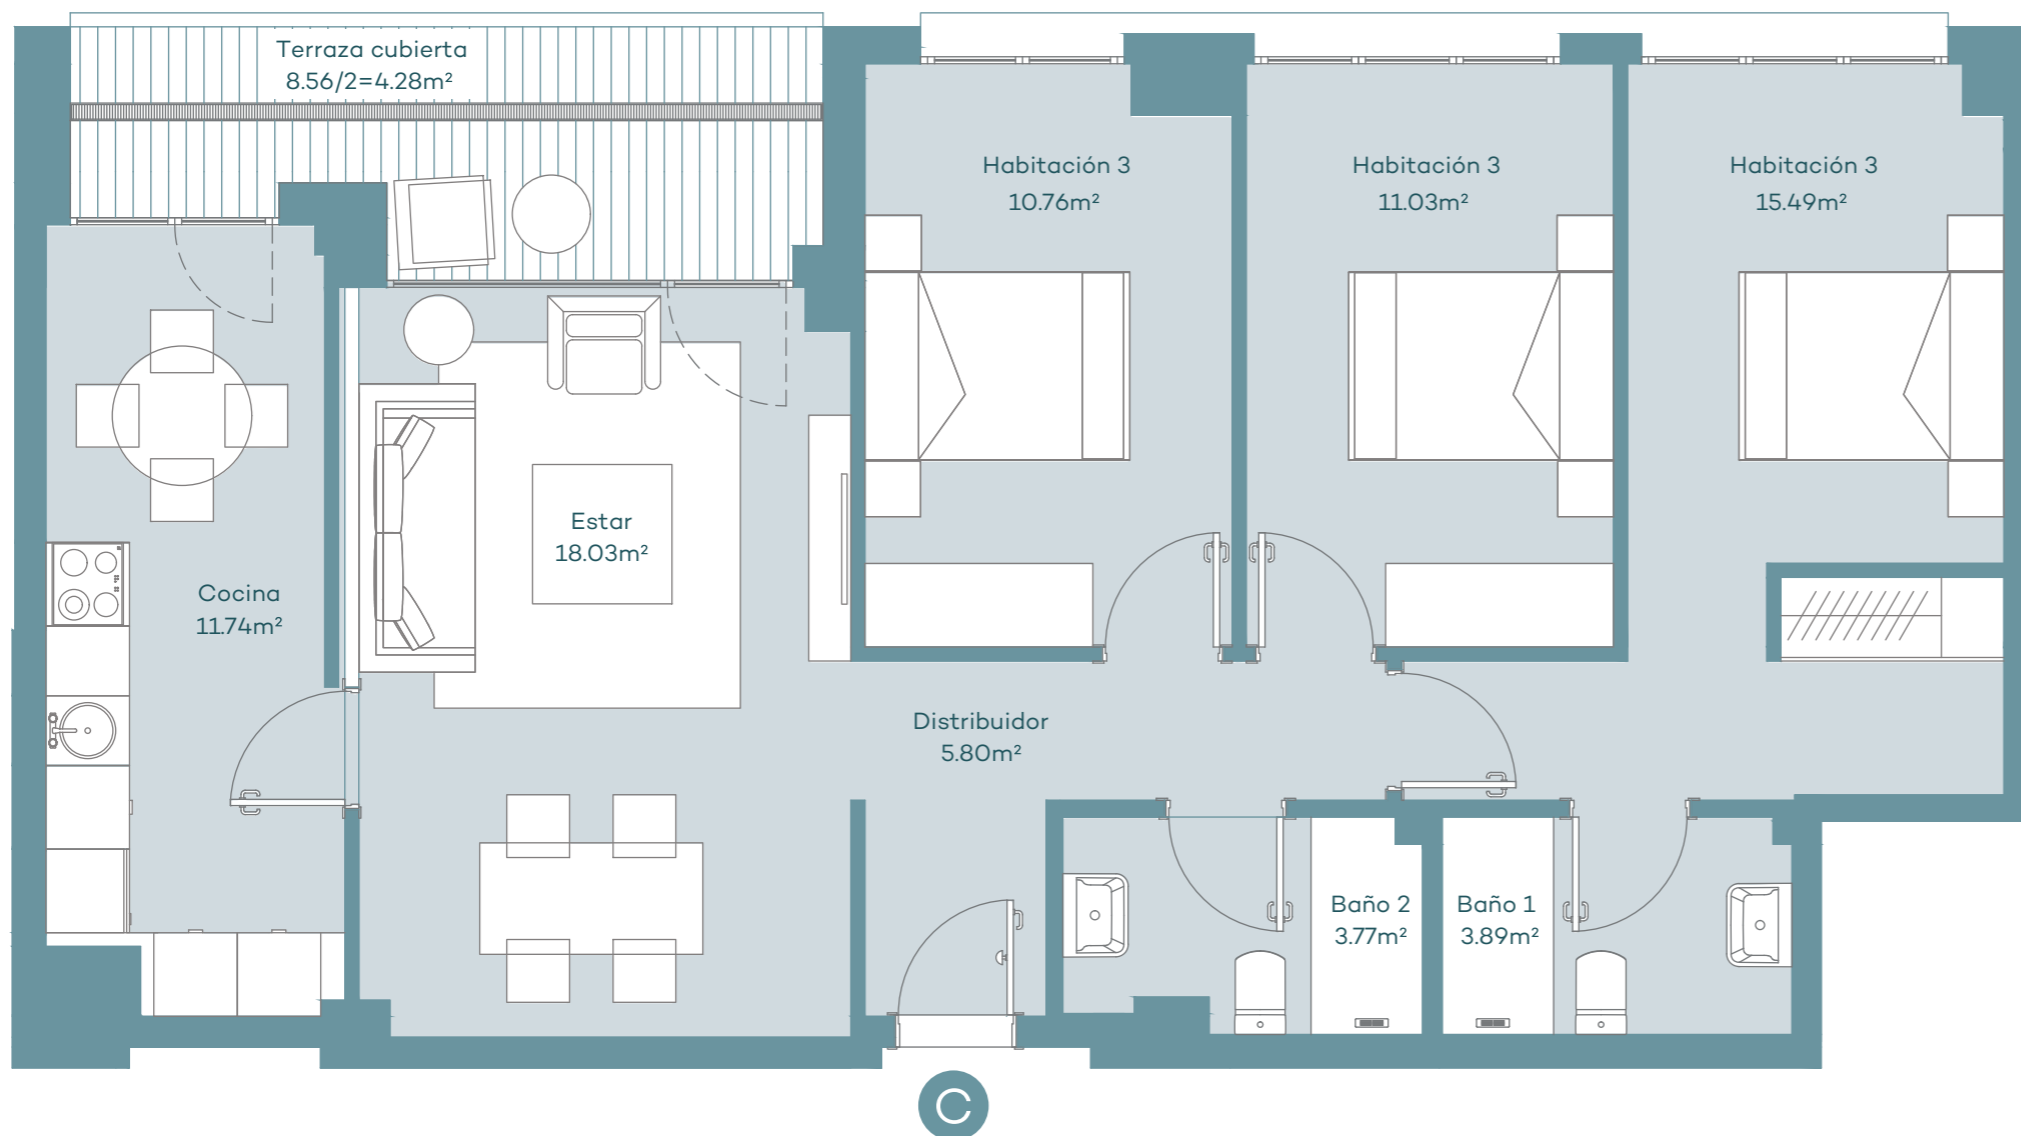 Terraza cubierta
8.56/2=4.28m²
Habitación 3
10.76m²
Habitación 3
11.03m²
Habitación 3
15.49m²
Estar
18.03m²
Cocina
11.74m²
Distribuidor
5.80m²
Baño 2
3.77m²
Baño 1
3.89m²
C